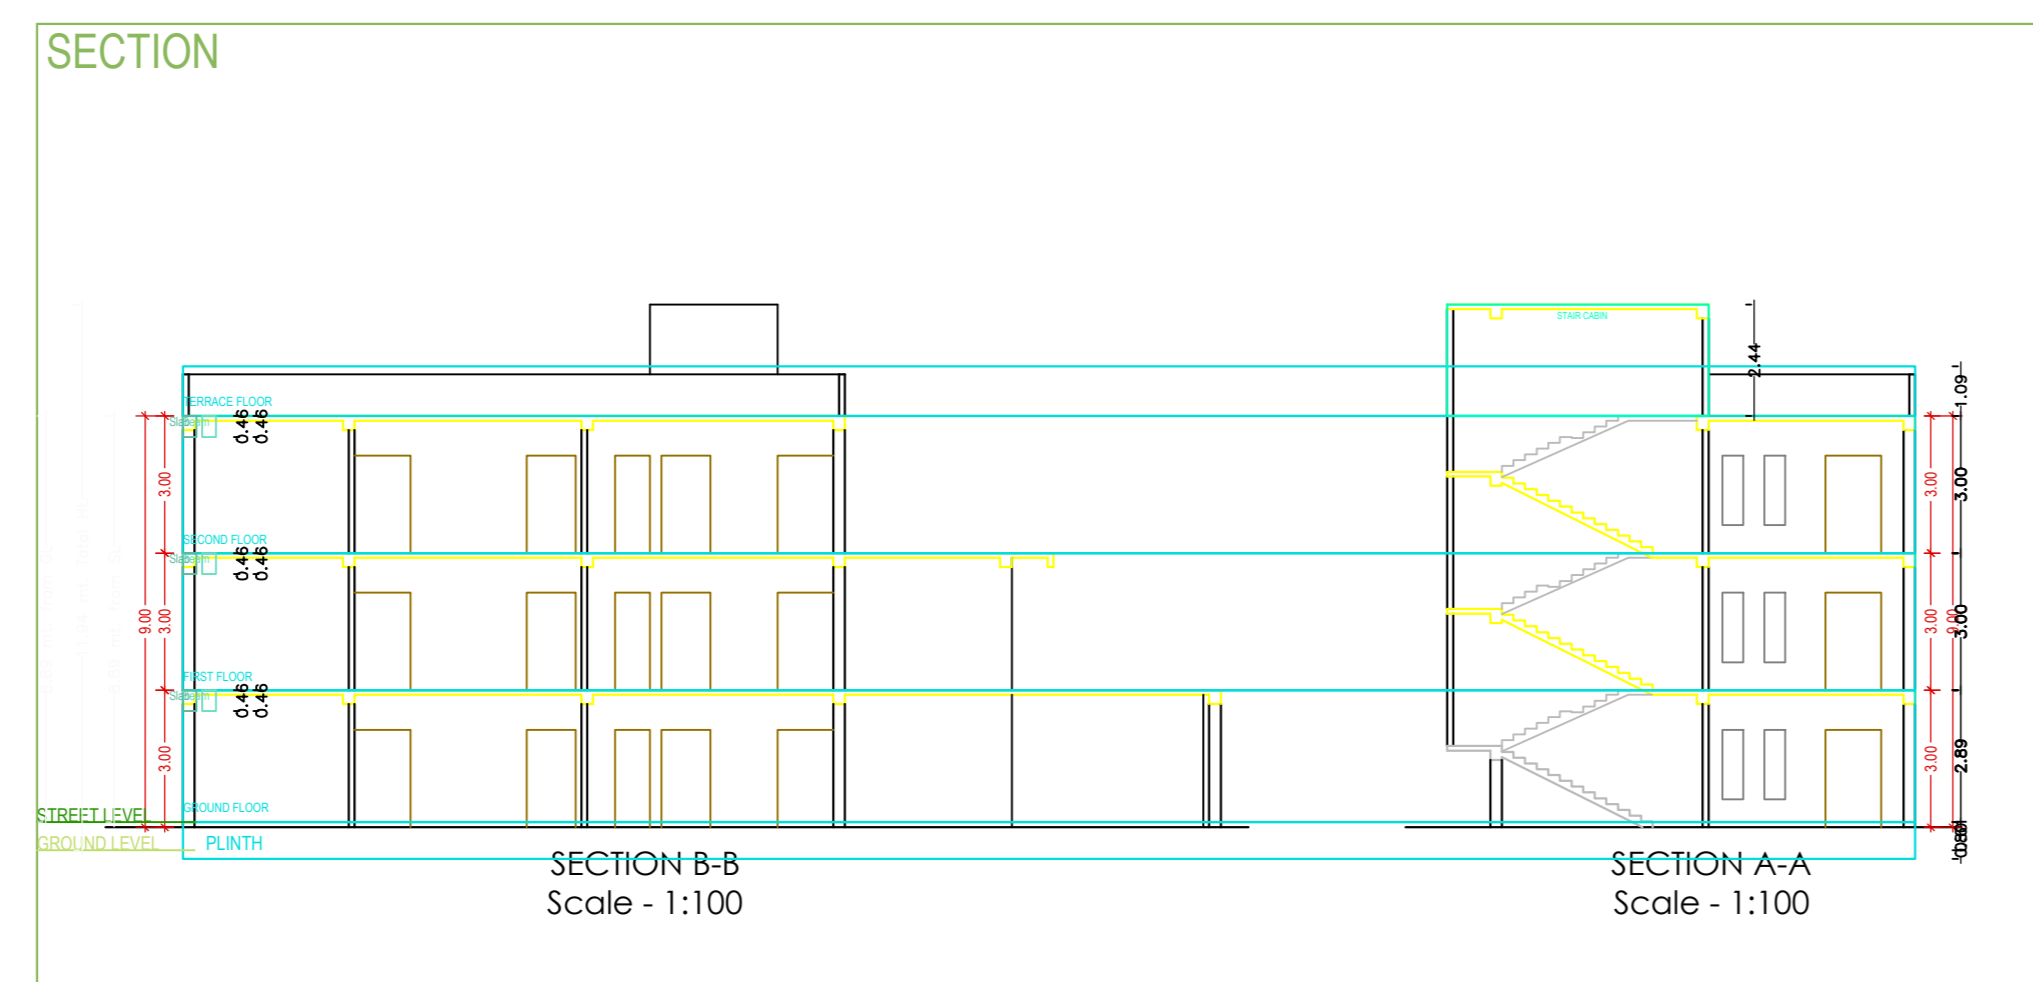 SECTION
STAIR CABIN
2.44
1.09
TERRACE FLOOR
0.46
0.46
3.00
3.00
3.00
SECOND FLOOR
0.46
0.46
9.00
3.00
3.00
9.00
3.00
FIRST FLOOR
0.46
0.46
3.00
3.00
2.89
GROUND FLOOR
STREET LEVEL
GROUND LEVEL
PLINTH
SECTION B-B
Scale - 1:100
SECTION A-A
Scale - 1:100